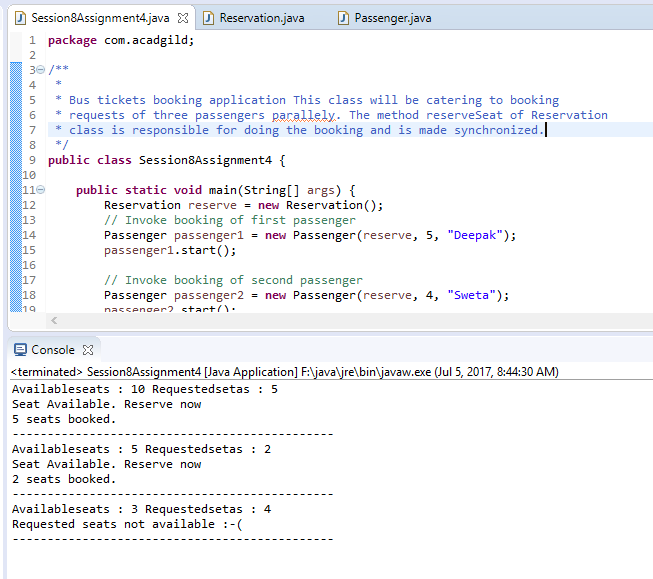 Session8Assignment4.java Reservation.java Passenger.java
1 package com.acadgild;
2
3 /**
4 *
5 * Bus tickets booking application This class will be catering to booking
6 * requests of three passengers parallely. The method reserveSeat of Reservation
7 * class is responsible for doing the booking and is made synchronized.
8 */
9 public class Session8Assignment4 {
10
11 public static void main(String[] args) {
12 Reservation reserve = new Reservation();
13 // Invoke booking of first passenger
14 Passenger passenger1 = new Passenger(reserve, 5, "Deepak");
15 passenger1.start();
16
17 // Invoke booking of second passenger
18 Passenger passenger2 = new Passenger(reserve, 4, "Sweta");
19 passenger2.start();
Console
<terminated> Session8Assignment4 [Java Application] F:\java\jre\bin\javaw.exe (Jul 5, 2017, 8:44:30 AM)
Availableseats : 10 Requestedsetas : 5
Seat Available. Reserve now
5 seats booked.
----------------------------------------------
Availableseats : 5 Requestedsetas : 2
Seat Available. Reserve now
2 seats booked.
----------------------------------------------
Availableseats : 3 Requestedsetas : 4
Requested seats not available :-(
----------------------------------------------